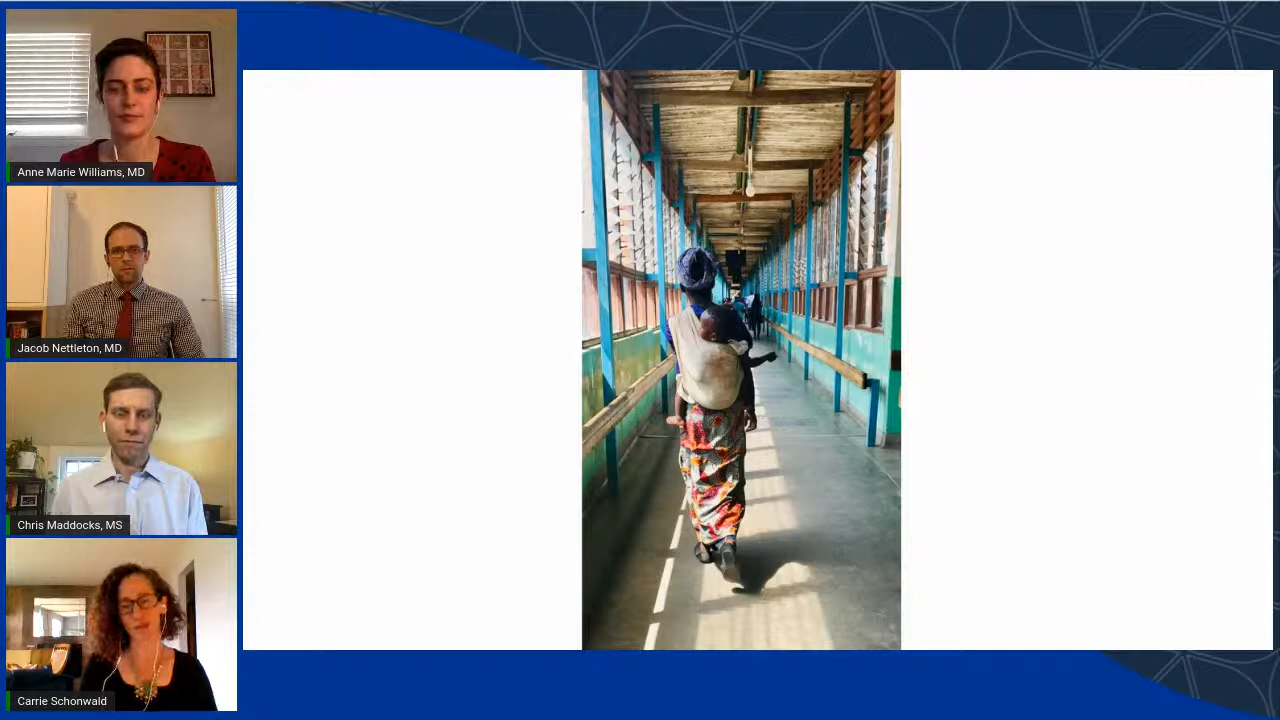 Anne Marie Williams, MD
Jacob Nettleton, MD
Chris Maddocks, MS
Carrie Schonwald